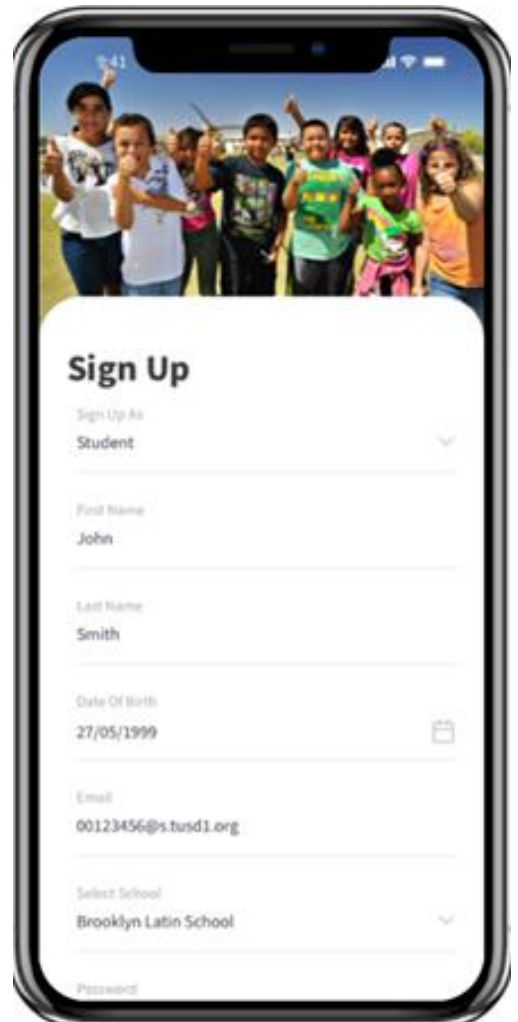 9:41
Sign Up
Sign Up As
Student
First Name
John
Last Name
Smith
Date Of Birth
27/05/1999
Email
00123456@s.tusd1.org
Select School
Brooklyn Latin School
Password